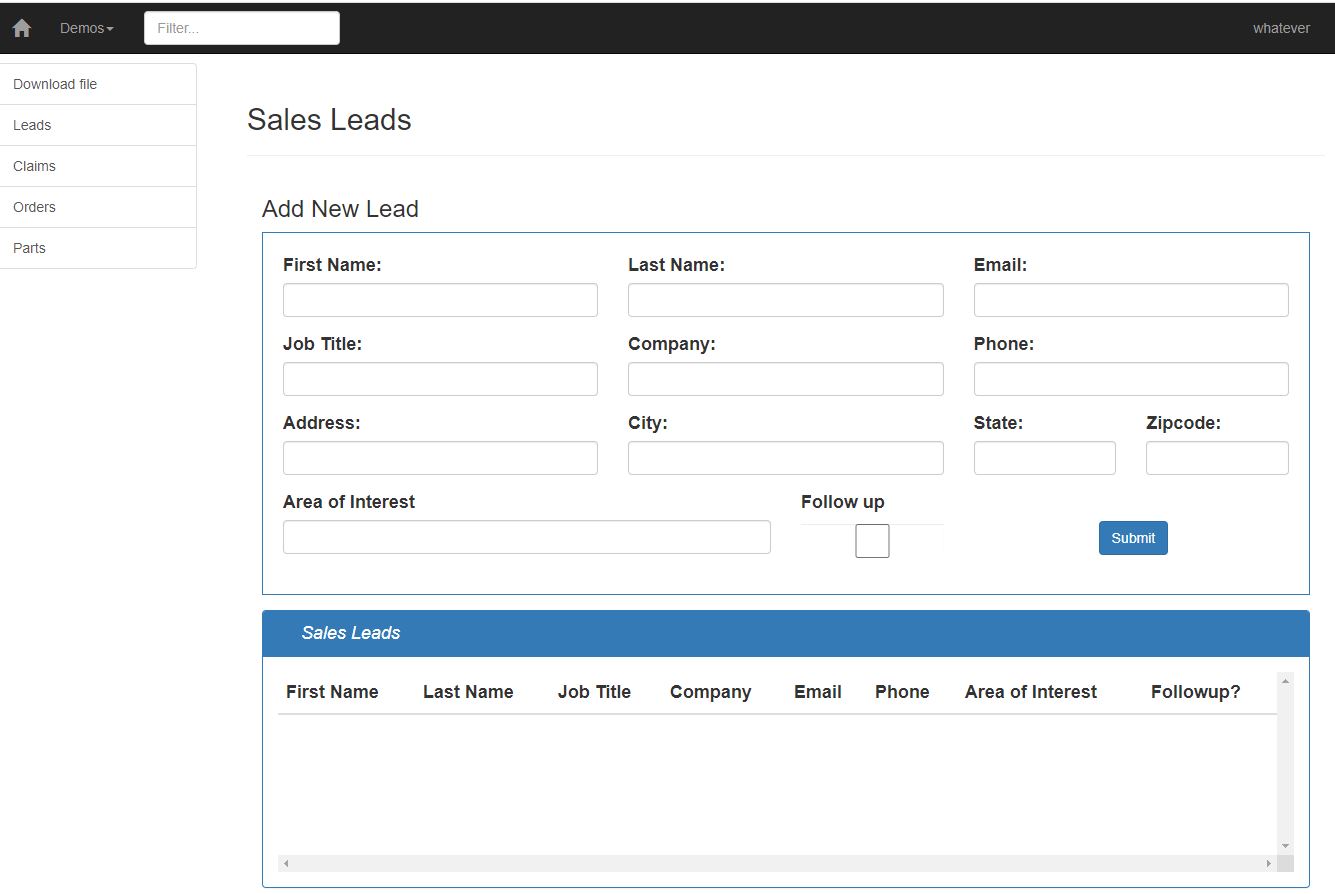 Demos Filter... whatever
Download file
Leads
Claims
Orders
Parts
Sales Leads
Add New Lead
First Name: Last Name: Email:
Job Title: Company: Phone:
Address: City: State: Zipcode:
Area of Interest Follow up
Submit
Sales Leads
First Name Last Name Job Title Company Email Phone Area of Interest Followup?